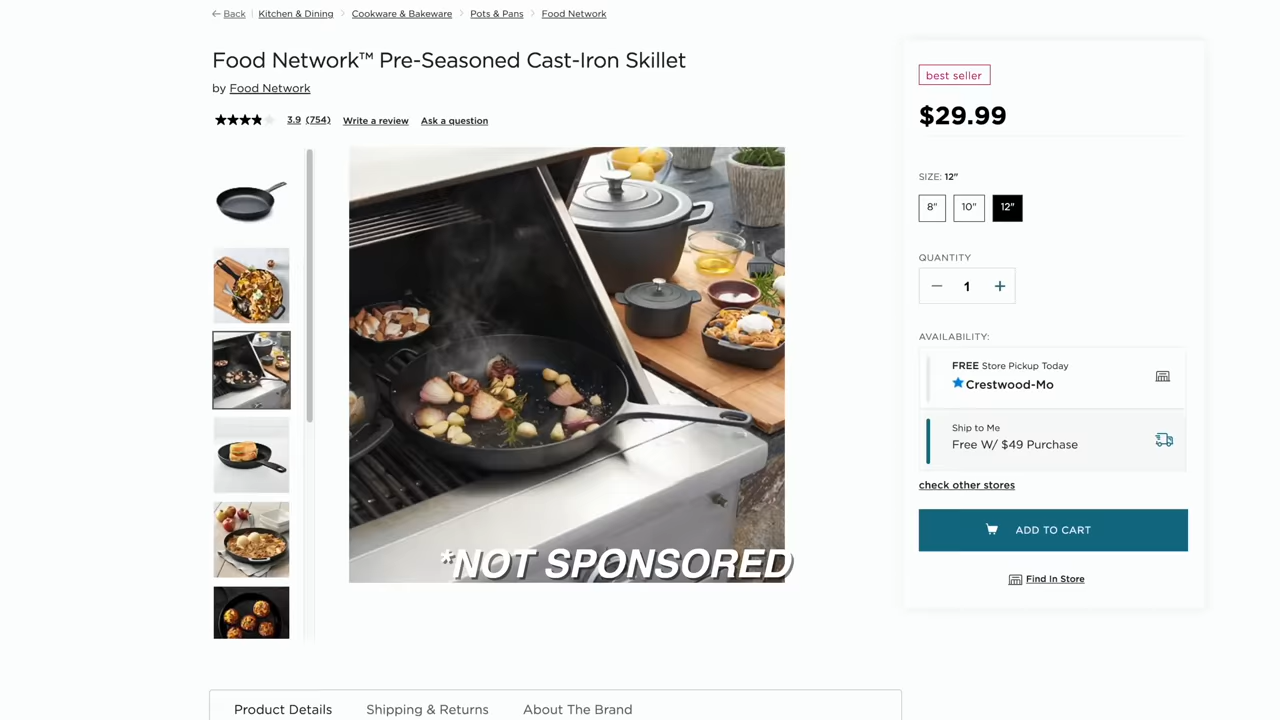 Back Kitchen & Dining Cookware & Bakeware Pots & Pans Food Network
Food Network™ Pre-Seasoned Cast-Iron Skillet
by Food Network
3.9 (754) Write a review Ask a question
best seller
$29.99
SIZE: 12"
8" 10" 12"
QUANTITY
1
AVAILABILITY:
FREE Store Pickup Today
Crestwood-Mo
Ship to Me
Free W/ $49 Purchase
check other stores
ADD TO CART
Find In Store
*NOT SPONSORED
Product Details Shipping & Returns About The Brand